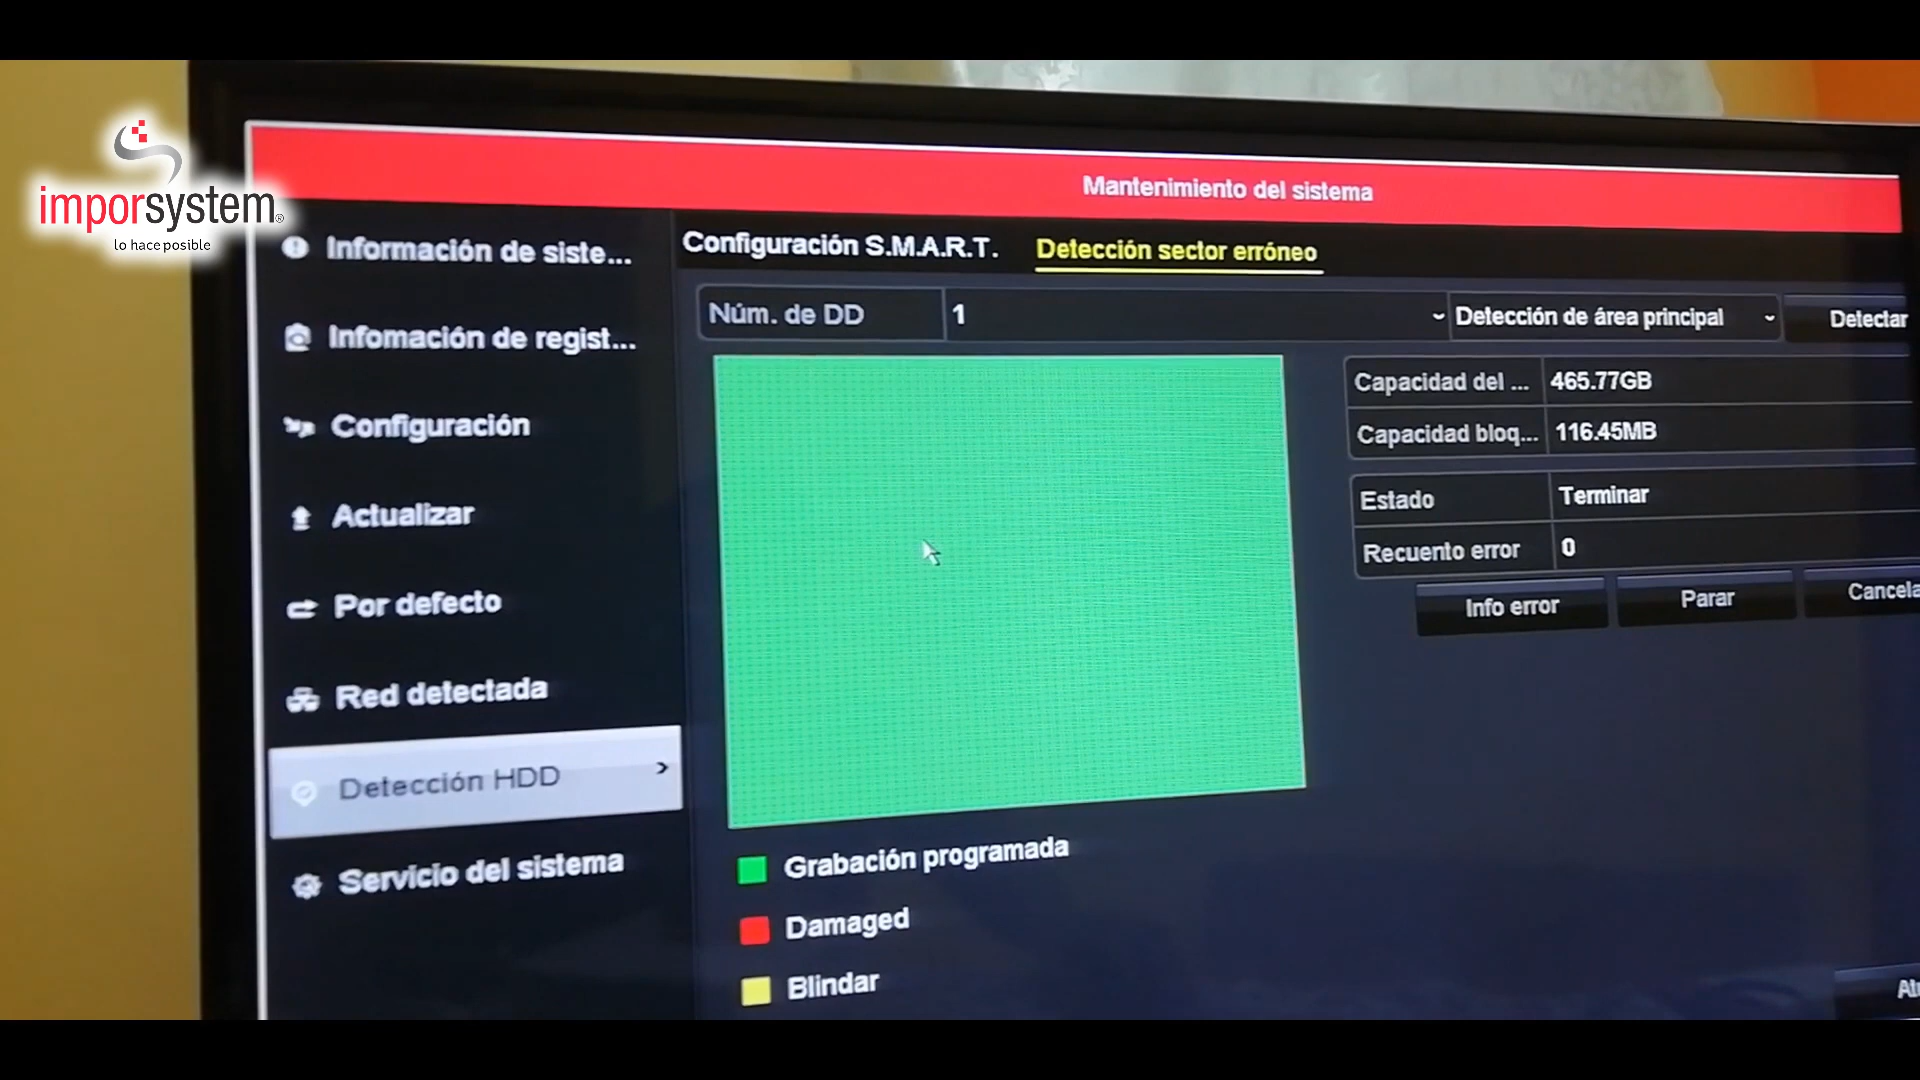 imporsystem®
lo hace posible
Mantenimiento del sistema
Información de siste...
Infomación de regist...
Configuración
Actualizar
Por defecto
Red detectada
Detección HDD >
Servicio del sistema
Configuración S.M.A.R.T. Detección sector erróneo
Núm. de DD 1 Detección de área principal Detectar
Capacidad del ... 465.77GB
Capacidad bloq... 116.45MB
Estado Terminar
Recuento error 0
Info error Parar Cancela
Grabación programada
Damaged
Blindar